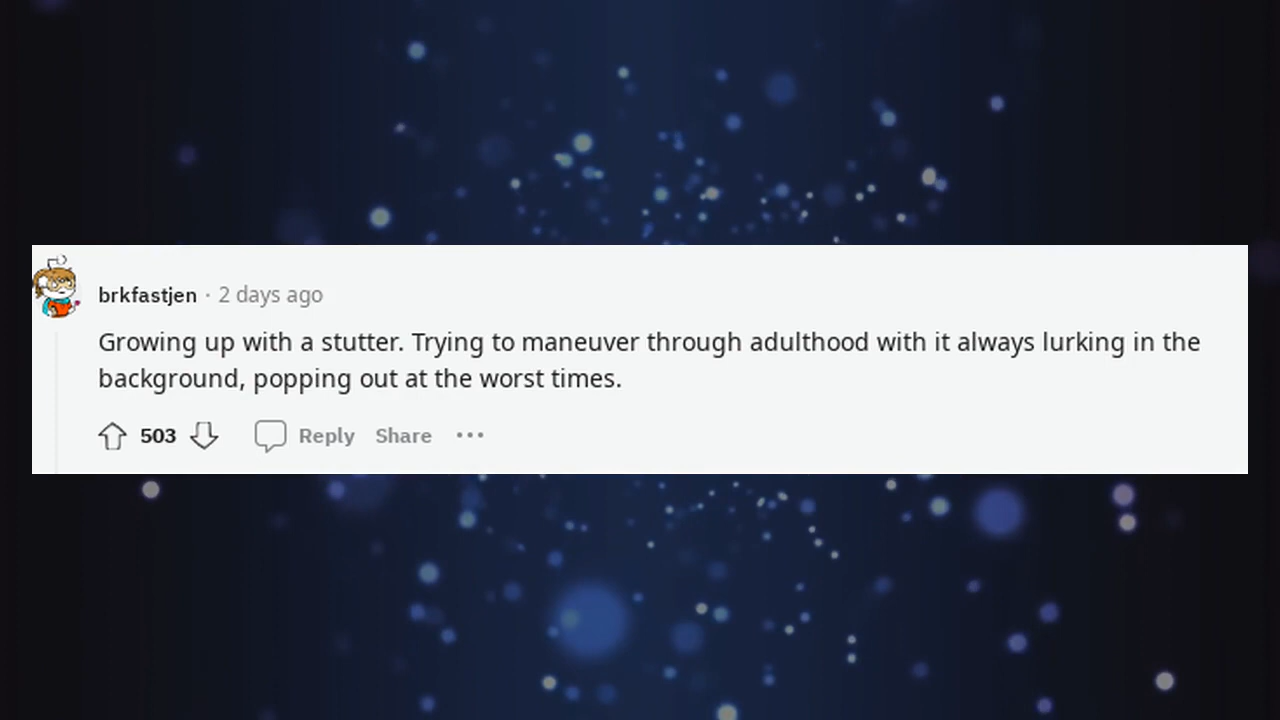 brkfastjen · 2 days ago
Growing up with a stutter. Trying to maneuver through adulthood with it always lurking in the
background, popping out at the worst times.
503 Reply Share ···